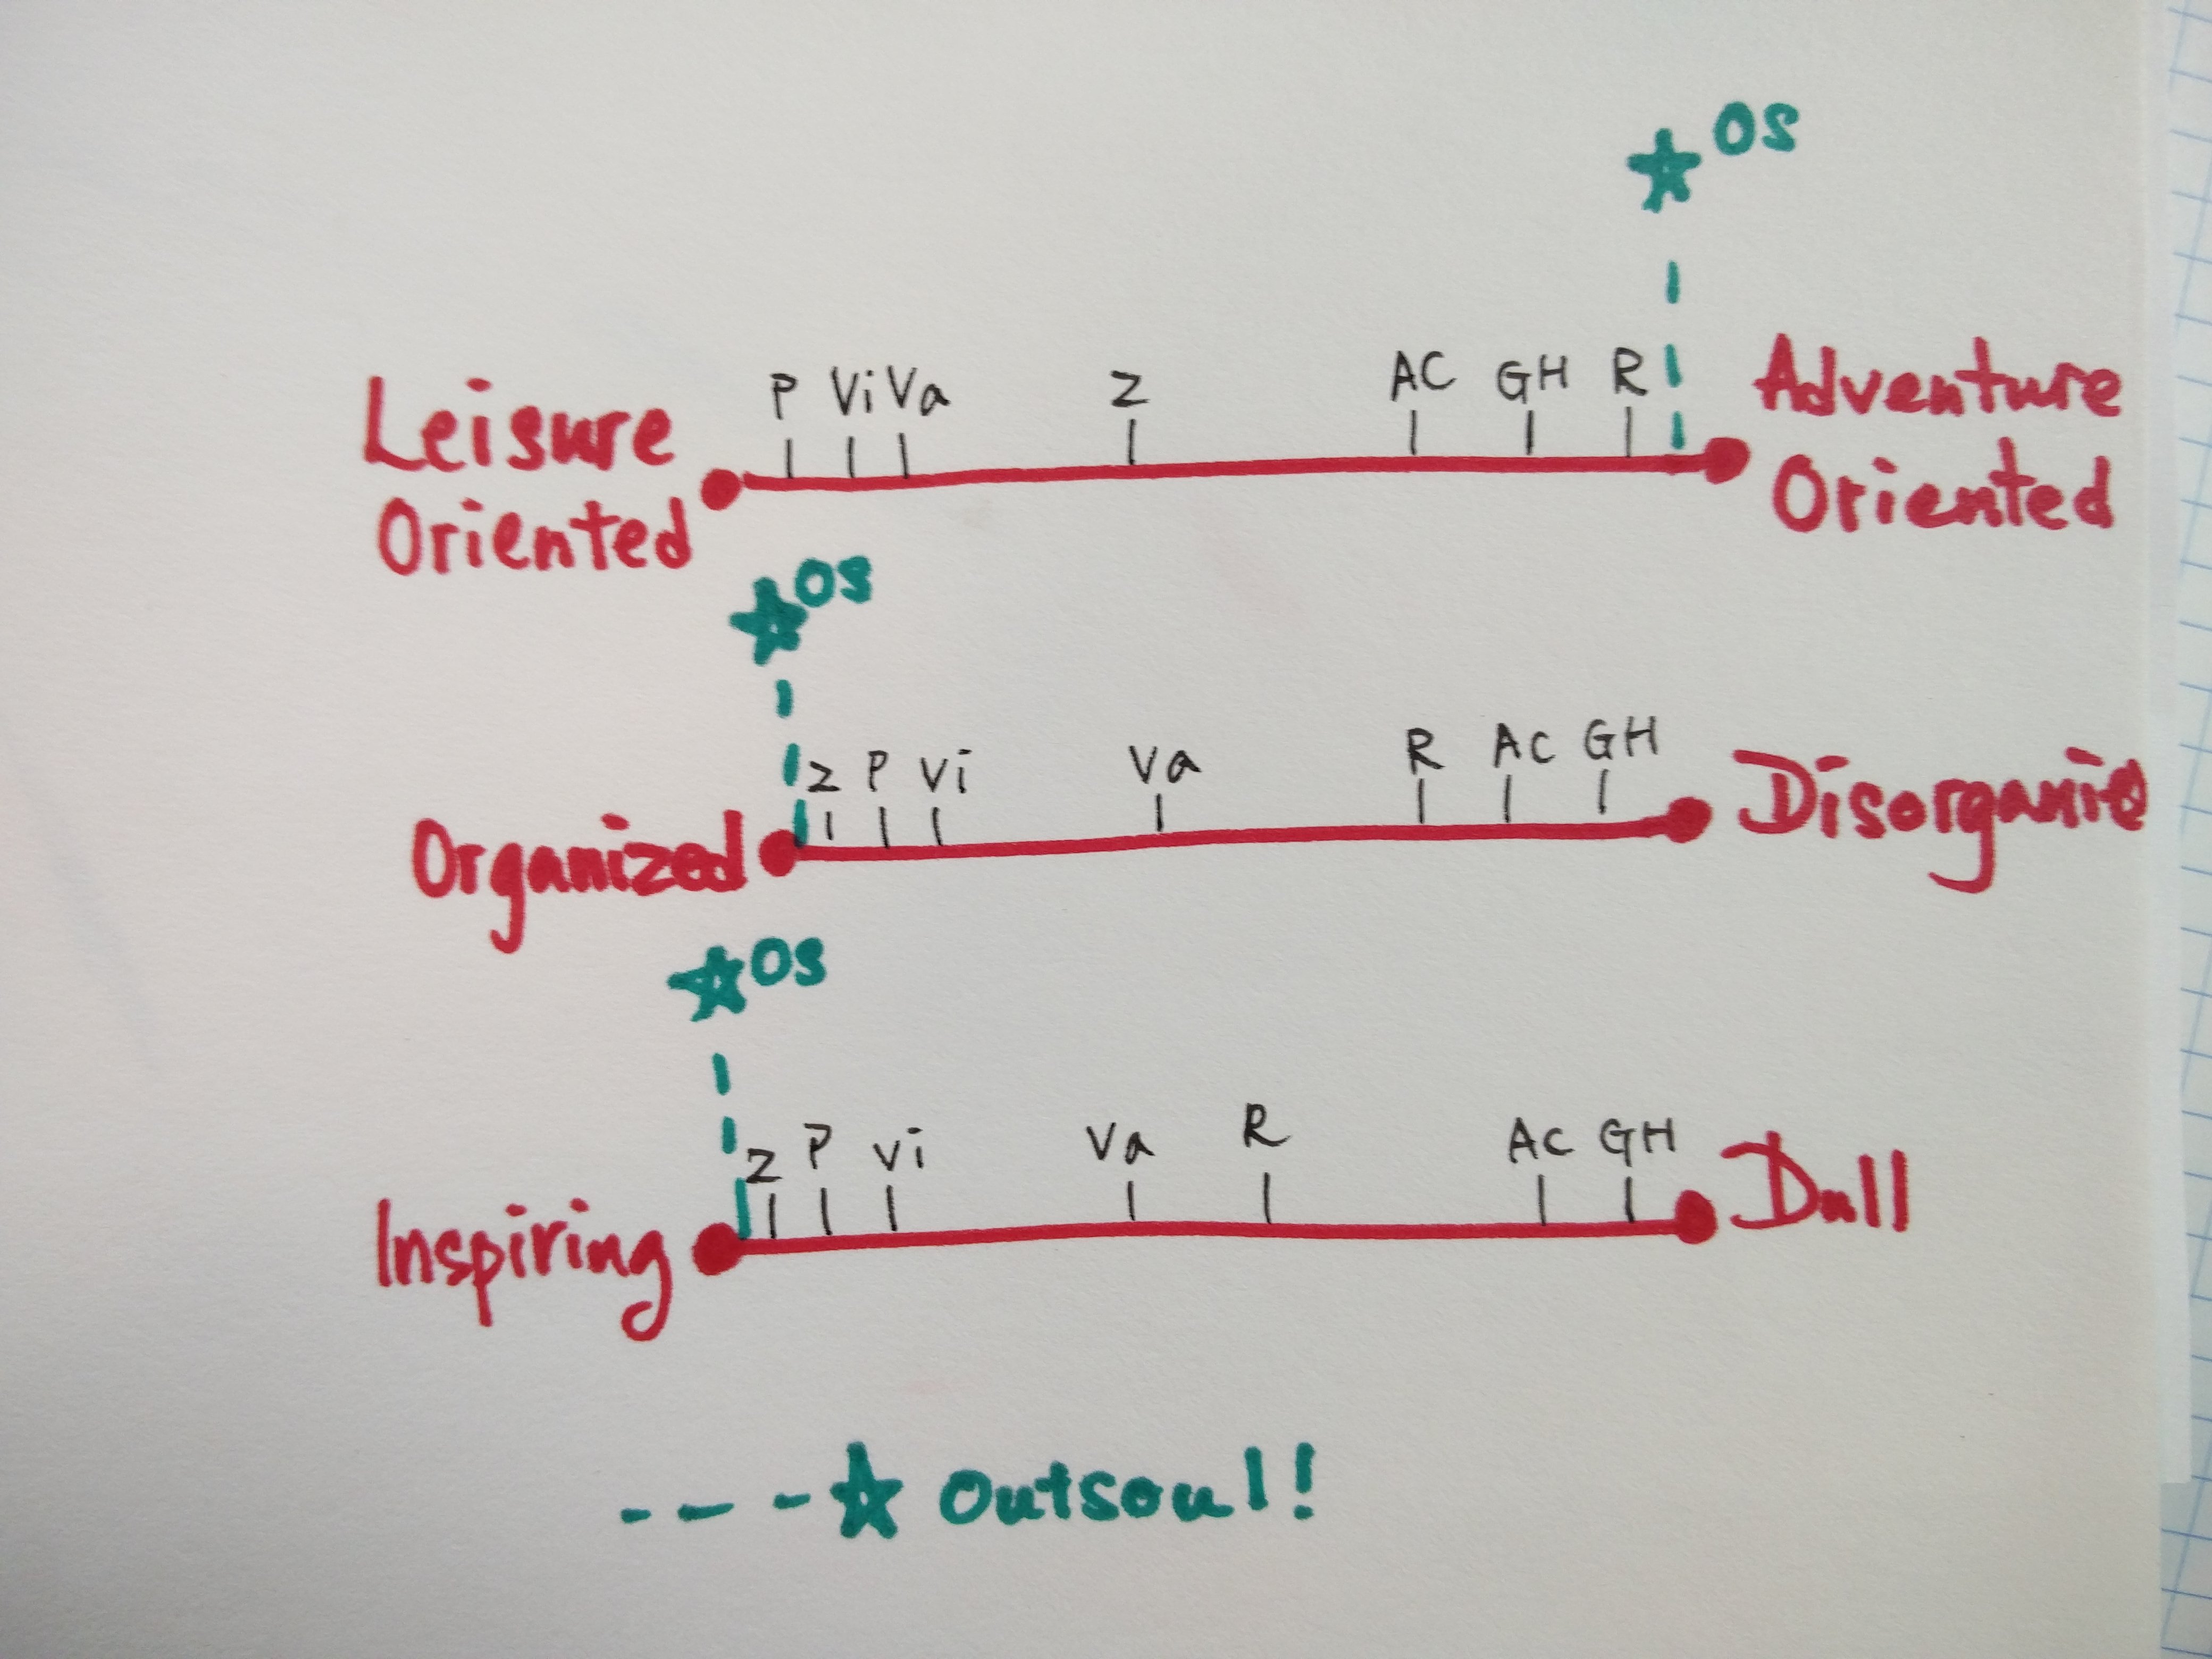 OS
P Vi Va Z AC GH R
Leisure Oriented
Adventure Oriented
OS
Z P Vi Va R AC GH
Organized
Disorganied
OS
Z P Vi Va R AC GH
Inspiring
Dull
Outsoul!